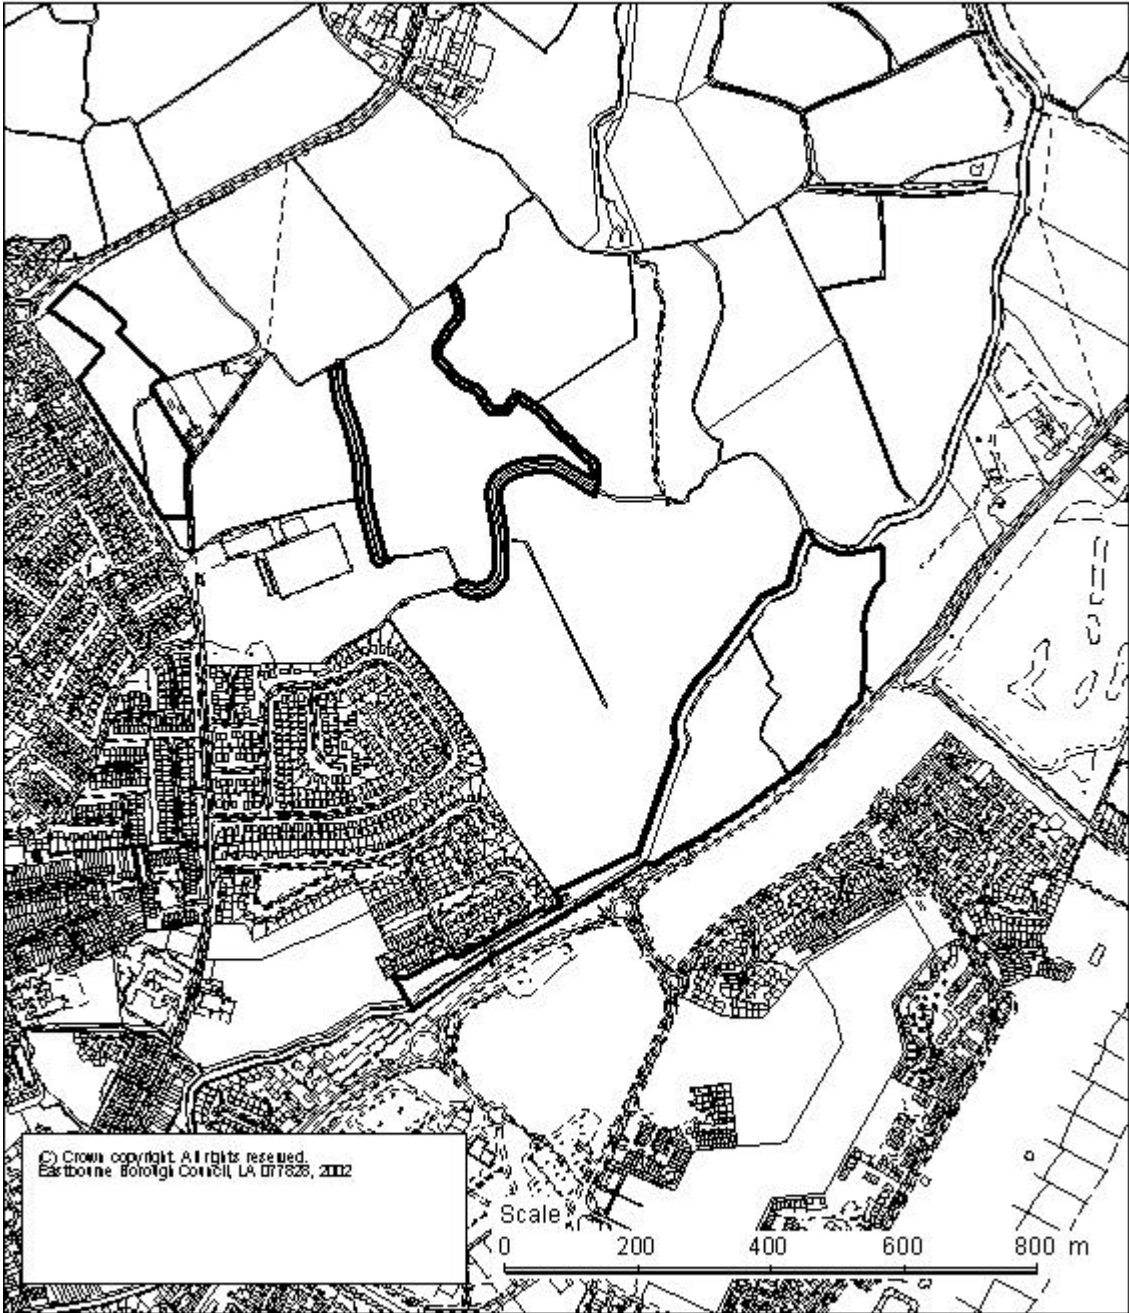 (C) Crown copyright. All rights reserved.
Eastbourne Borough Council, LA 077828, 2002
Scale
0 200 400 600 800 m